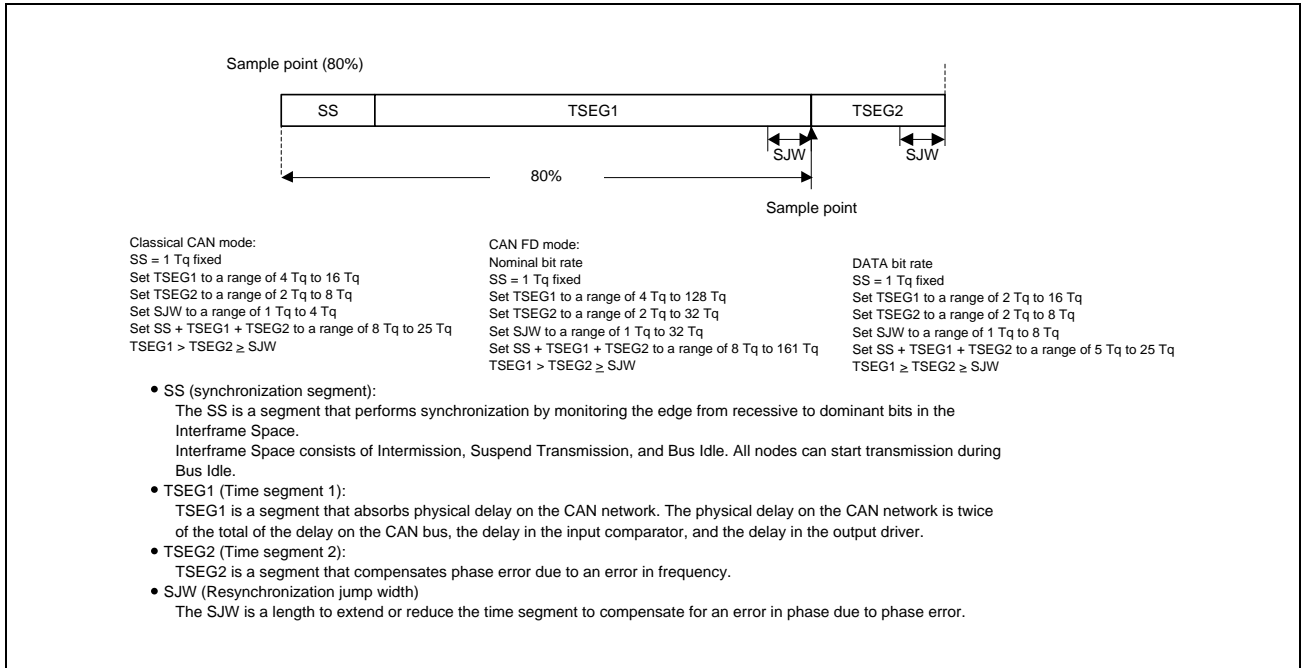 Sample point (80%)
SS
TSEG1
TSEG2
SJW
SJW
80%
Sample point
Classical CAN mode:
SS = 1 Tq fixed
Set TSEG1 to a range of 4 Tq to 16 Tq
Set TSEG2 to a range of 2 Tq to 8 Tq
Set SJW to a range of 1 Tq to 4 Tq
Set SS + TSEG1 + TSEG2 to a range of 8 Tq to 25 Tq
TSEG1 > TSEG2 ≥ SJW
CAN FD mode:
Nominal bit rate
SS = 1 Tq fixed
Set TSEG1 to a range of 4 Tq to 128 Tq
Set TSEG2 to a range of 2 Tq to 32 Tq
Set SJW to a range of 1 Tq to 32 Tq
Set SS + TSEG1 + TSEG2 to a range of 8 Tq to 161 Tq
TSEG1 > TSEG2 ≥ SJW
DATA bit rate
SS = 1 Tq fixed
Set TSEG1 to a range of 2 Tq to 16 Tq
Set TSEG2 to a range of 2 Tq to 8 Tq
Set SJW to a range of 1 Tq to 8 Tq
Set SS + TSEG1 + TSEG2 to a range of 5 Tq to 25 Tq
TSEG1 ≥ TSEG2 ≥ SJW
• SS (synchronization segment):
The SS is a segment that performs synchronization by monitoring the edge from recessive to dominant bits in the
Interframe Space.
Interframe Space consists of Intermission, Suspend Transmission, and Bus Idle. All nodes can start transmission during
Bus Idle.
• TSEG1 (Time segment 1):
TSEG1 is a segment that absorbs physical delay on the CAN network. The physical delay on the CAN network is twice
of the total of the delay on the CAN bus, the delay in the input comparator, and the delay in the output driver.
• TSEG2 (Time segment 2):
TSEG2 is a segment that compensates phase error due to an error in frequency.
• SJW (Resynchronization jump width)
The SJW is a length to extend or reduce the time segment to compensate for an error in phase due to phase error.